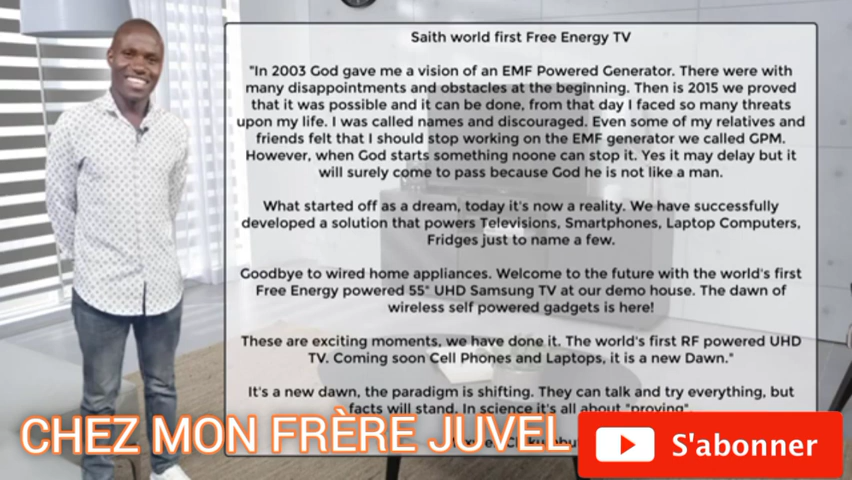 Saith world first Free Energy TV
"In 2003 God gave me a vision of an EMF Powered Generator. There were with
many disappointments and obstacles at the beginning. Then is 2015 we proved
that it was possible and it can be done, from that day I faced so many threats
upon my life. I was called names and discouraged. Even some of my relatives and
friends felt that I should stop working on the EMF generator we called GPM.
However, when God starts something noone can stop it. Yes it may delay but it
will surely come to pass because God he is not like a man.
What started off as a dream, today it's now a reality. We have successfully
developed a solution that powers Televisions, Smartphones, Laptop Computers,
Fridges just to name a few.
Goodbye to wired home appliances. Welcome to the future with the world's first
Free Energy powered 55" UHD Samsung TV at our demo house. The dawn of
wireless self powered gadgets is here!
These are exciting moments, we have done it. The world's first RF powered UHD
TV. Coming soon Cell Phones and Laptops, it is a new Dawn."
It's a new dawn, the paradigm is shifting. They can talk and try everything, but
facts will stand. In science it's all about "proving".
CHEZ MON FRÈRE JUVEL
S'abonner